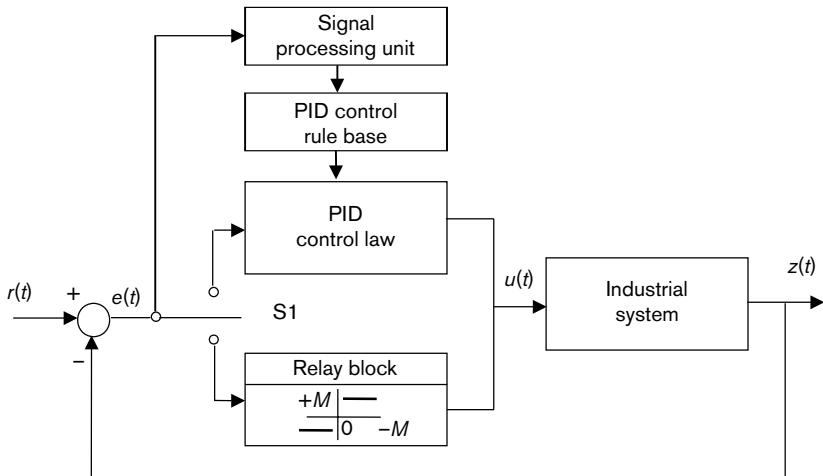 Signal
processing unit
PID control
rule base
PID
control law
r(t)
+
e(t)
−
S1
u(t)
Industrial
system
z(t)
Relay block
+M
0
−M